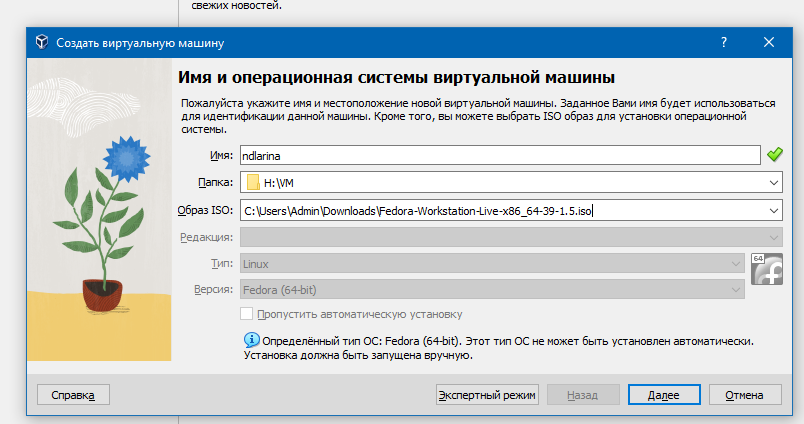 свежих новостей.
Создать виртуальную машину
?
Имя и операционная системы виртуальной машины
Пожалуйста укажите имя и местоположение новой виртуальной машины. Заданное Вами имя будет использоваться
для идентификации данной машины. Кроме того, вы можете выбрать ISO образ для установки операционной
системы.
Имя: ndlarina
Папка: H:\VM
Образ ISO: C:\Users\Admin\Downloads\Fedora-Workstation-Live-x86_64-39-1.5.iso
Редакция:
Тип: Linux
64
Версия: Fedora (64-bit)
Пропустить автоматическую установку
Определённый тип ОС: Fedora (64-bit). Этот тип ОС не может быть установлен автоматически.
Установка должна быть запущена вручную.
Справка Экспертный режим Назад Далее Отмена